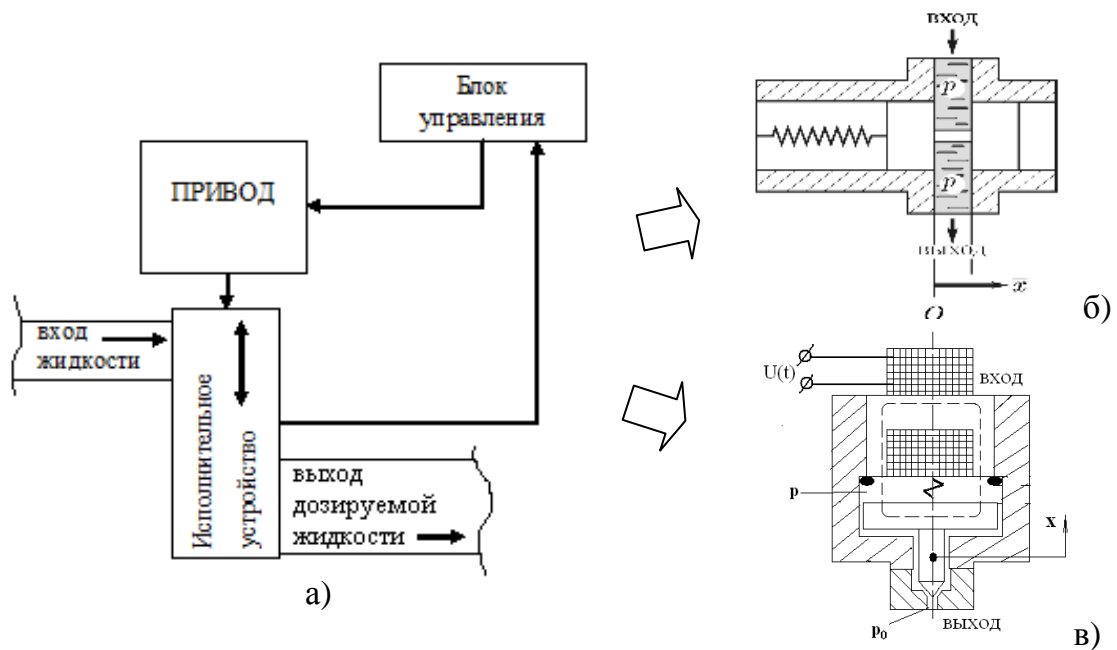 Блок
управления
ПРИВОД
вход
жидкости
Исполнительное
устройство
выход
дозируемой
жидкости
а)
вход
p
p
выход
x
O
б)
U(t)
вход
p
x
p₀
выход
в)